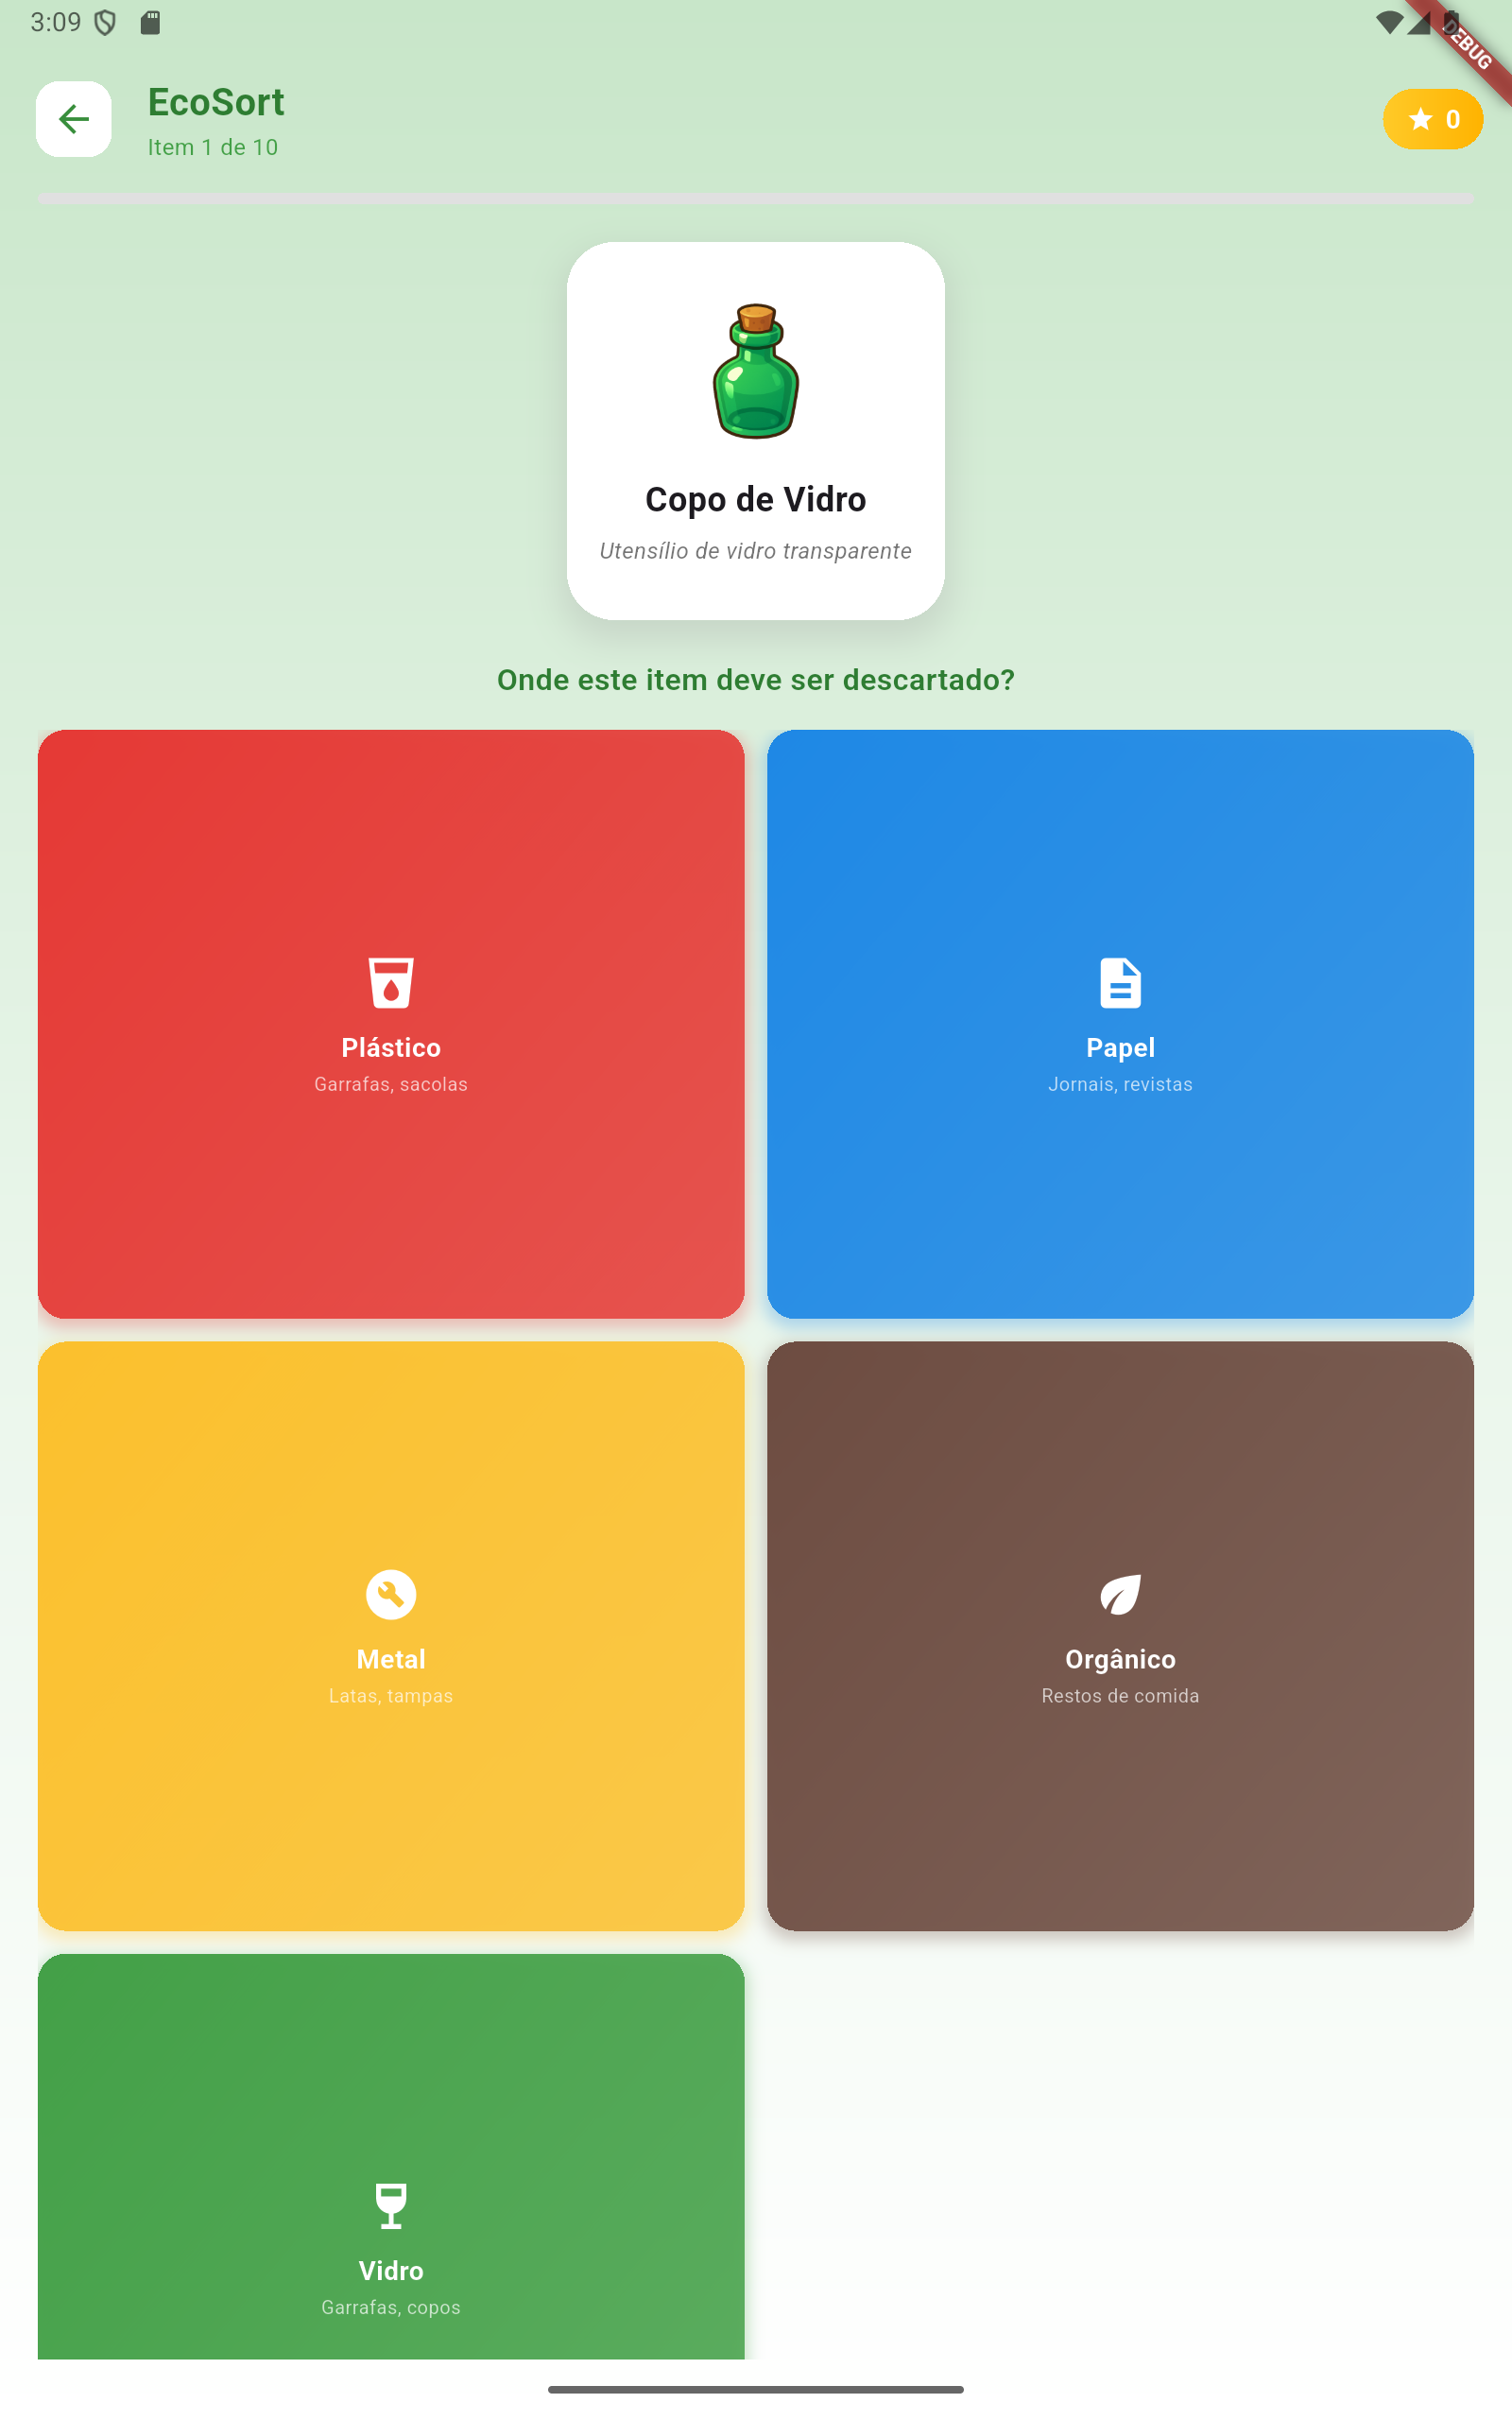 3:09
DEBUG
EcoSort
Item 1 de 10
0
Copo de Vidro
Utensílio de vidro transparente
Onde este item deve ser descartado?
Plástico
Garrafas, sacolas
Papel
Jornais, revistas
Metal
Latas, tampas
Orgânico
Restos de comida
Vidro
Garrafas, copos